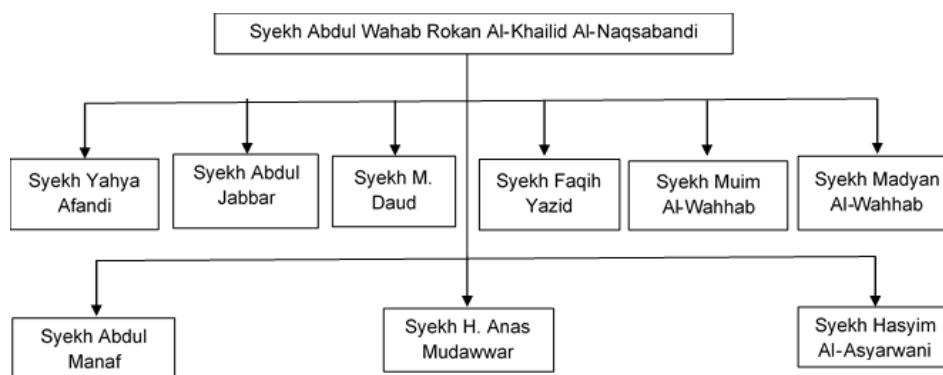 Syekh Abdul Wahab Rokan Al-Khailid Al-Naqsabandi
Syekh Yahya
Afandi
Syekh Abdul
Jabbar
Syekh M.
Daud
Syekh Faqih
Yazid
Syekh Muim
Al-Wahhab
Syekh Madyan
Al-Wahhab
Syekh Abdul
Manaf
Syekh H. Anas
Mudawwar
Syekh Hasyim
Al-Asyarwani